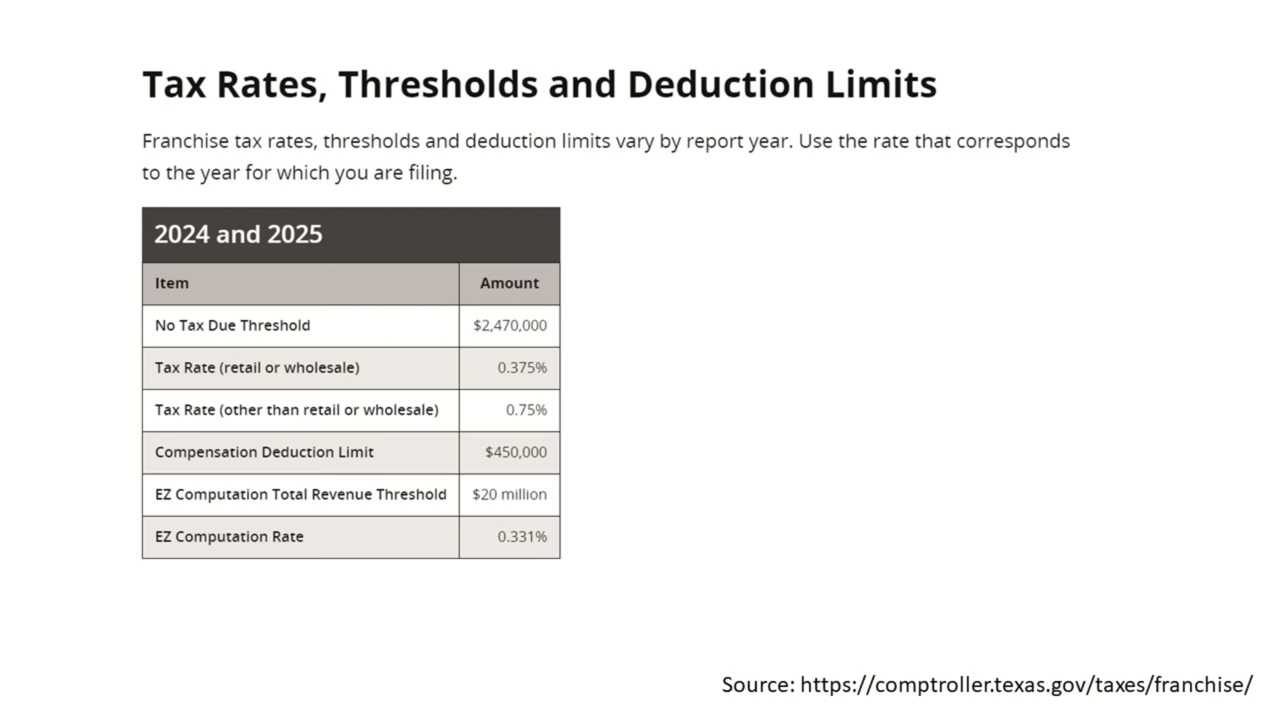 Tax Rates, Thresholds and Deduction Limits
Franchise tax rates, thresholds and deduction limits vary by report year. Use the rate that corresponds
to the year for which you are filing.
2024 and 2025
Item Amount
No Tax Due Threshold $2,470,000
Tax Rate (retail or wholesale) 0.375%
Tax Rate (other than retail or wholesale) 0.75%
Compensation Deduction Limit $450,000
EZ Computation Total Revenue Threshold $20 million
EZ Computation Rate 0.331%
Source: https://comptroller.texas.gov/taxes/franchise/